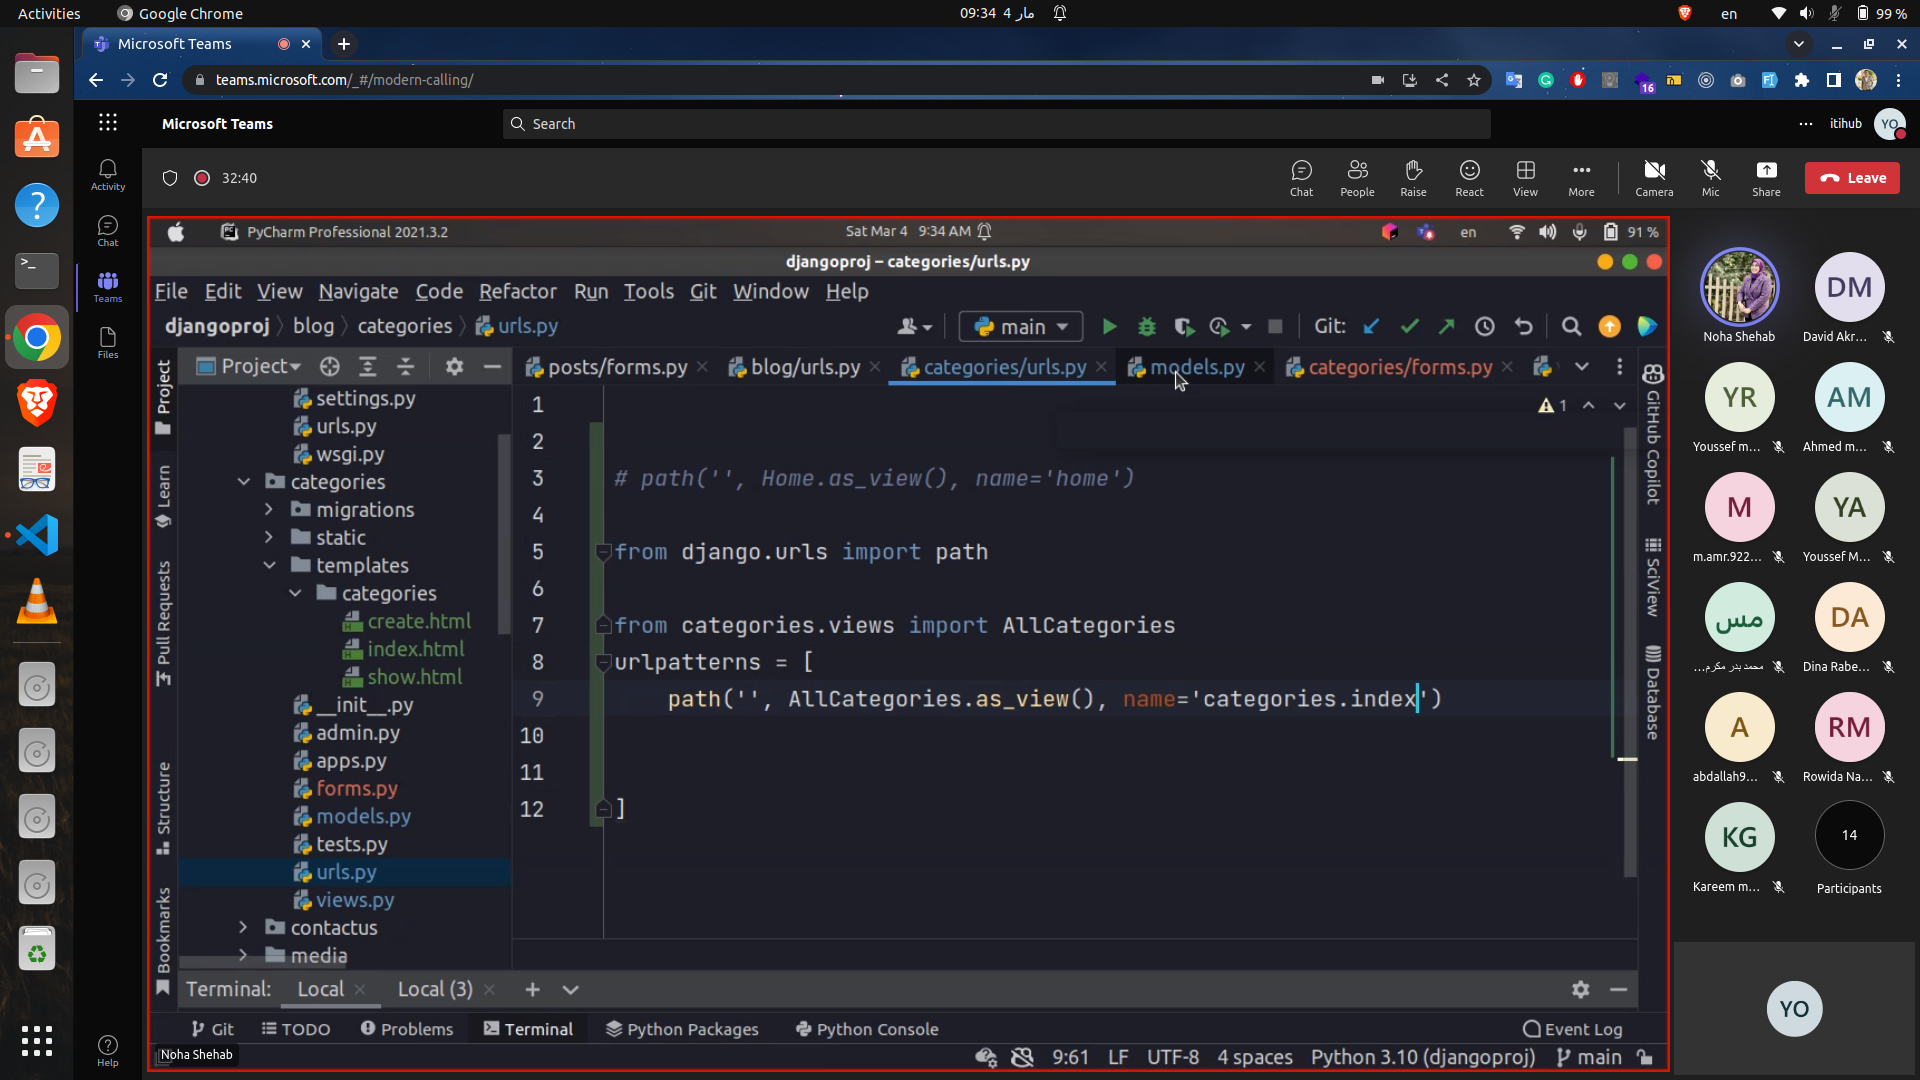 Activities
Google Chrome
09:34 4 مار
en
99 %
Microsoft Teams
teams.microsoft.com/_#/modern-calling/
16
Microsoft Teams
Search
itihub
YO
Activity
Chat
Teams
Files
Help
32:40
Chat
People
Raise
React
View
More
Camera
Mic
Share
Leave
PyCharm Professional 2021.3.2
Sat Mar 4 9:34 AM
en
91 %
djangoproj – categories/urls.py
File Edit View Navigate Code Refactor Run Tools Git Window Help
djangoproj blog categories urls.py
main
Git:
Project
posts/forms.py
blog/urls.py
categories/urls.py
models.py
categories/forms.py
Project
Learn
Pull Requests
Structure
Bookmarks
settings.py
urls.py
wsgi.py
categories
migrations
static
templates
categories
create.html
index.html
show.html
__init__.py
admin.py
apps.py
forms.py
models.py
tests.py
urls.py
views.py
contactus
media
1
1
2
3 # path('', Home.as_view(), name='home')
4
5 from django.urls import path
6
7 from categories.views import AllCategories
8 urlpatterns = [
9 path('', AllCategories.as_view(), name='categories.index')
10
11
12 ]
GitHub Copilot
SciView
Database
Terminal: Local Local (3)
Git
TODO
Problems
Terminal
Python Packages
Python Console
Event Log
Noha Shehab
9:61 LF UTF-8 4 spaces Python 3.10 (djangoproj) main
Noha Shehab
DM
David Akr...
YR
Youssef m...
AM
Ahmed m...
M
m.amr.922...
YA
Youssef M...
مس
محمد بدر مكرم...
DA
Dina Rabe...
A
abdallah9...
RM
Rowida Na...
KG
Kareem m...
14
Participants
YO